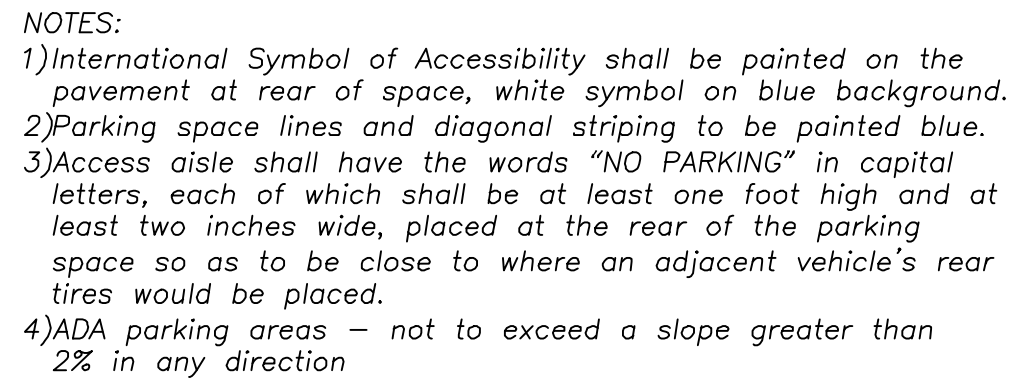 NOTES:
1)International Symbol of Accessibility shall be painted on the
pavement at rear of space, white symbol on blue background.
2)Parking space lines and diagonal striping to be painted blue.
3)Access aisle shall have the words “NO PARKING” in capital
letters, each of which shall be at least one foot high and at
least two inches wide, placed at the rear of the parking
space so as to be close to where an adjacent vehicle's rear
tires would be placed.
4)ADA parking areas – not to exceed a slope greater than
2% in any direction